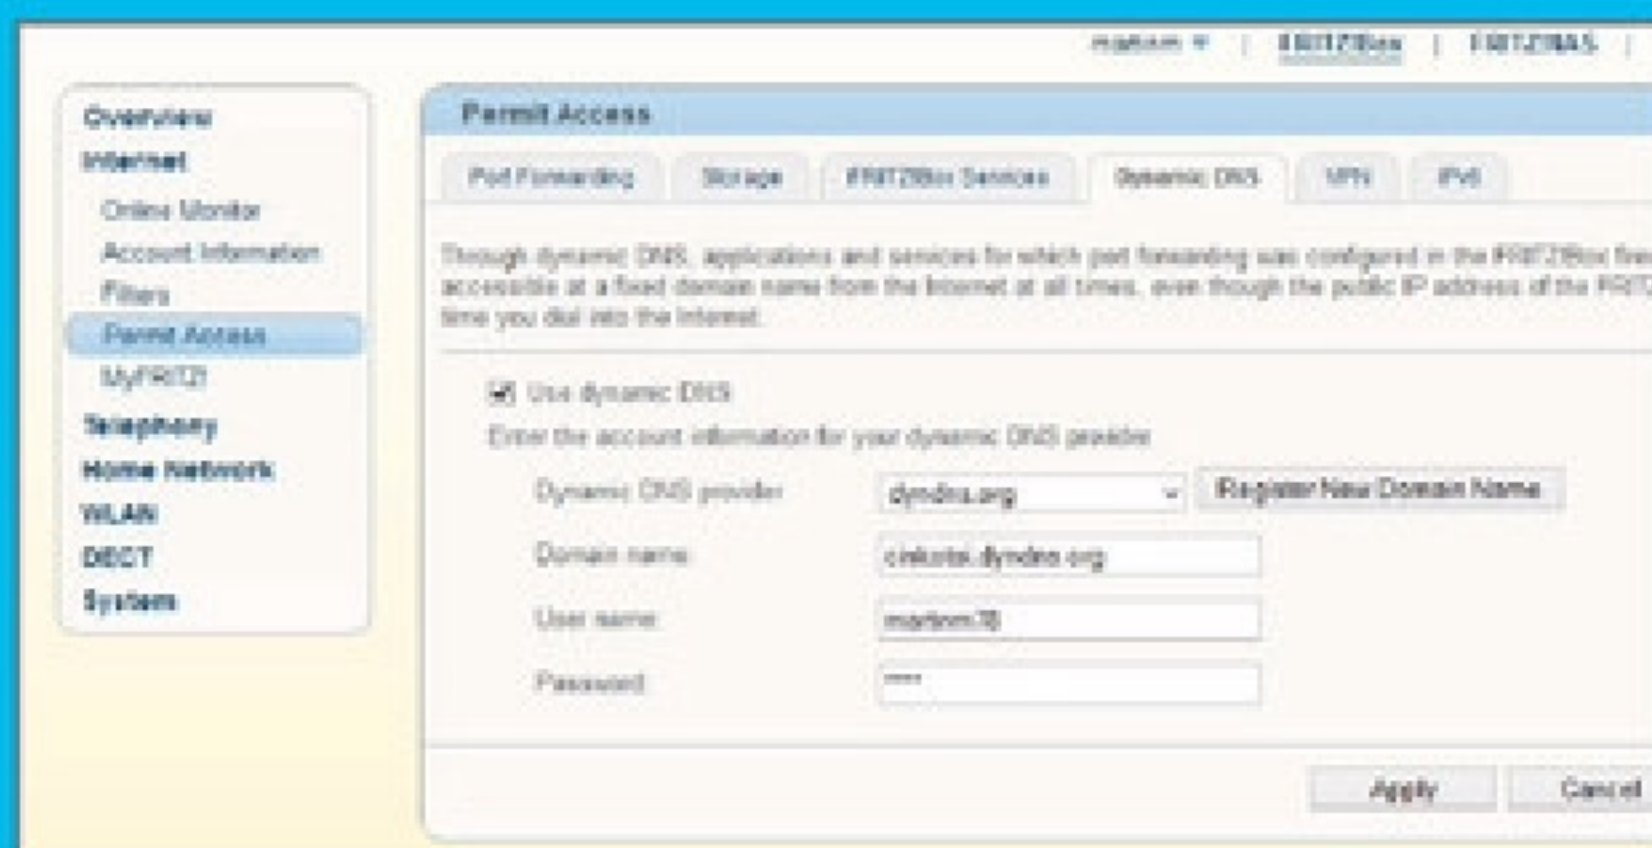 FRITZ!Box | FRITZ!NAS |
Overview
Internet
Online Monitor
Account Information
Filters
Permit Access
MyFRITZ!
Telephony
Home Network
WLAN
DECT
System
Permit Access
Port Forwarding
Storage
FRITZ!Box Services
Dynamic DNS
VPN
IPv6
Through dynamic DNS, applications and services for which port forwarding was configured in the FRITZ!Box
accessible at a fixed domain name from the Internet at all times, even though the public IP address of the
time you dial into the Internet.
Use dynamic DNS
Enter the account information for your dynamic DNS provider
Dynamic DNS provider
dyndns.org
Register New Domain Name
Domain name
User name
Password
****
Apply
Cancel